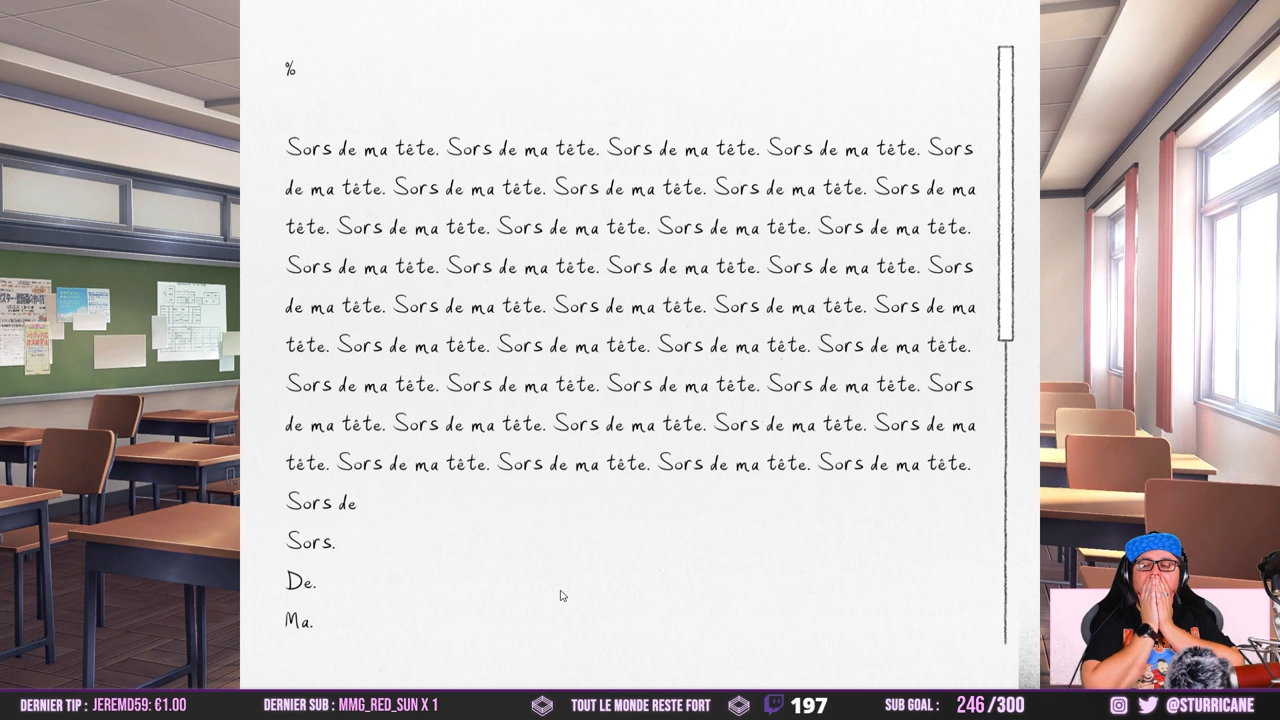 %
Sors de ma tête. Sors de ma tête. Sors de ma tête. Sors de ma tête. Sors
de ma tête. Sors de ma tête. Sors de ma tête. Sors de ma tête. Sors de ma
tête. Sors de ma tête. Sors de ma tête. Sors de ma tête. Sors de ma tête.
Sors de ma tête. Sors de ma tête. Sors de ma tête. Sors de ma tête. Sors
de ma tête. Sors de ma tête. Sors de ma tête. Sors de ma tête. Sors de ma
tête. Sors de ma tête. Sors de ma tête. Sors de ma tête. Sors de ma tête.
Sors de ma tête. Sors de ma tête. Sors de ma tête. Sors de ma tête. Sors
de ma tête. Sors de ma tête. Sors de ma tête. Sors de ma tête. Sors de ma
tête. Sors de ma tête. Sors de ma tête. Sors de ma tête. Sors de ma tête.
Sors de
Sors.
De.
Ma.
DERNIER TIP : JEREMD59: €1.00 DERNIER SUB : MMG_RED_SUN X 1 TOUT LE MONDE RESTE FORT 197 SUB GOAL : 246 /300 @STURRICANE